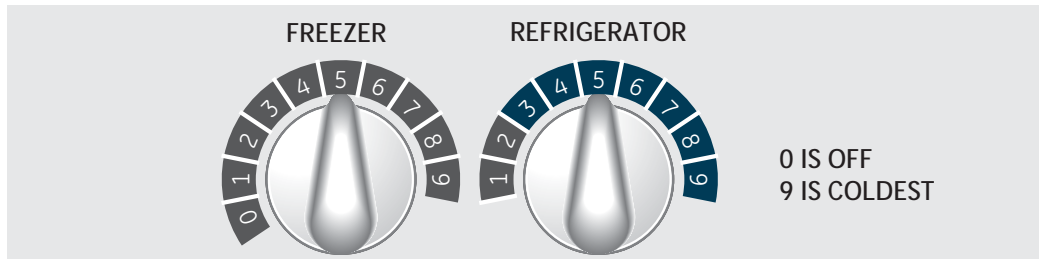 FREEZER
0 1 2 3 4 5 6 7 8 9
REFRIGERATOR
1 2 3 4 5 6 7 8 9
0 IS OFF
9 IS COLDEST